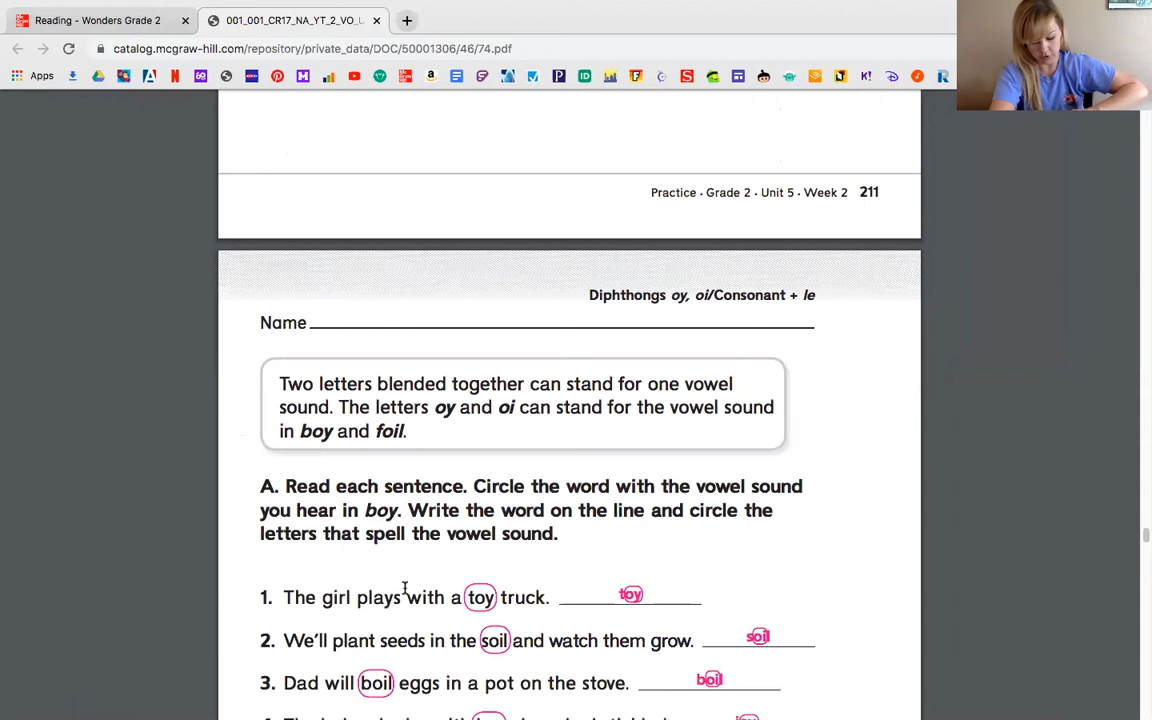 Reading - Wonders Grade 2
001_001_CR17_NA_YT_2_VO_
catalog.mcgraw-hill.com/repository/private_data/DOC/50001306/46/74.pdf
Apps
Practice · Grade 2 · Unit 5 · Week 2 211
Diphthongs oy, oi/Consonant + le
Name
Two letters blended together can stand for one vowel
sound. The letters oy and oi can stand for the vowel sound
in boy and foil.
A. Read each sentence. Circle the word with the vowel sound
you hear in boy. Write the word on the line and circle the
letters that spell the vowel sound.
1. The girl plays with a toy truck. toy
2. We'll plant seeds in the soil and watch them grow. soil
3. Dad will boil eggs in a pot on the stove. boil